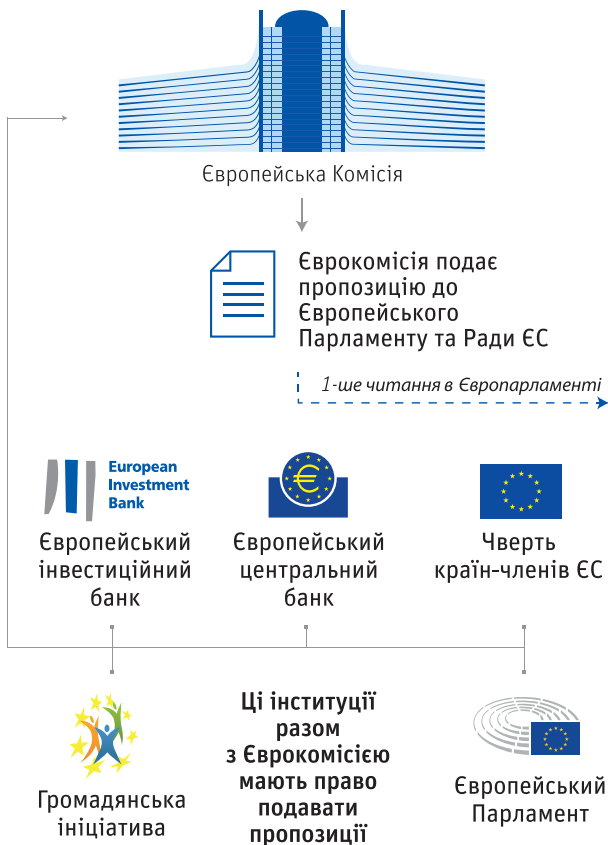 Європейська Комісія
Єврокомісія подає
пропозицію до
Європейського
Парламенту та Ради ЄС
1-ше читання в Європарламенті
European
Investment
Bank
Європейський
інвестиційний
банк
Європейський
центральний
банк
Чверть
країн-членів ЄС
Громадянська
ініціатива
Ці інституції
разом
з Єврокомісією
мають право
подавати
пропозиції
Європейський
Парламент